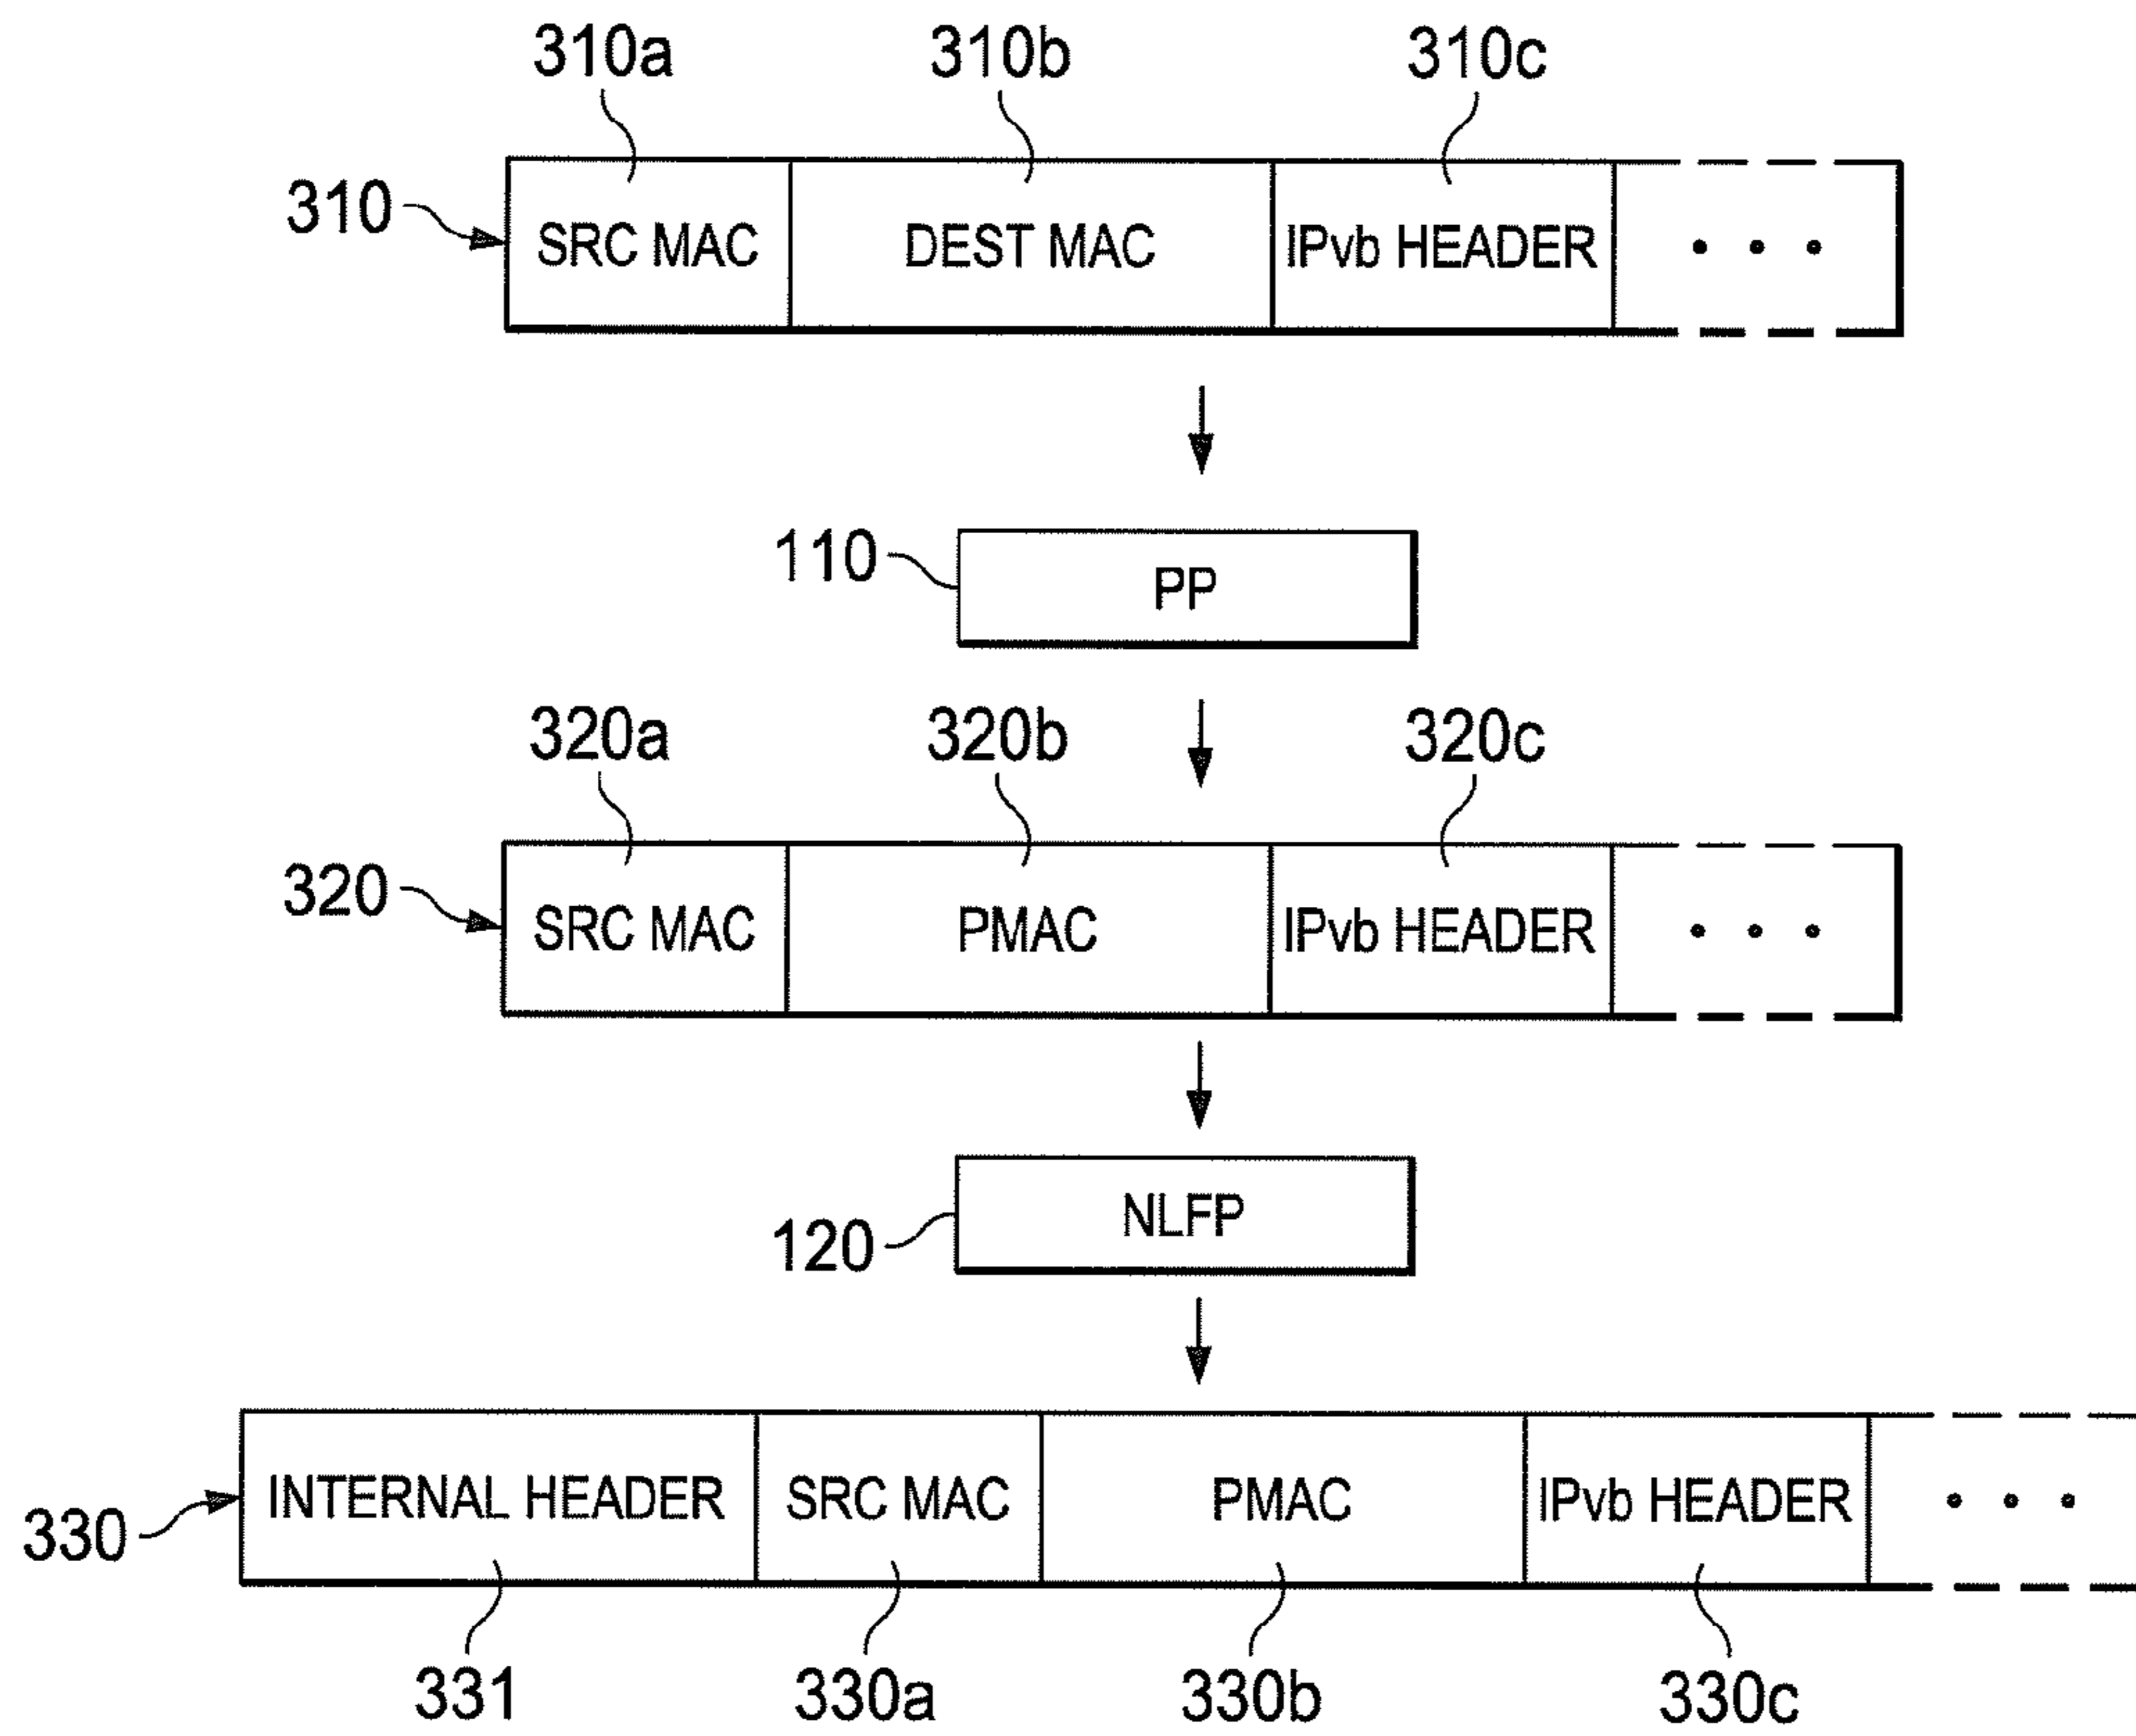 310a 310b 310c
310 SRC MAC DEST MAC IPvb HEADER • • •
110 PP
320a 320b 320c
320 SRC MAC PMAC IPvb HEADER • • •
120 NLFP
330 INTERNAL HEADER SRC MAC PMAC IPvb HEADER • • •
331 330a 330b 330c